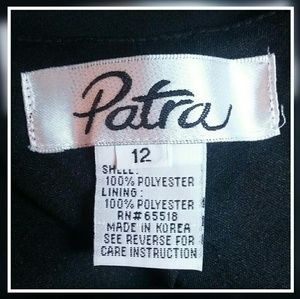 Patra
12
SHELL:
100% POLYESTER
LINING:
100% POLYESTER
RN# 65518
MADE IN KOREA
SEE REVERSE FOR
CARE INSTRUCTION